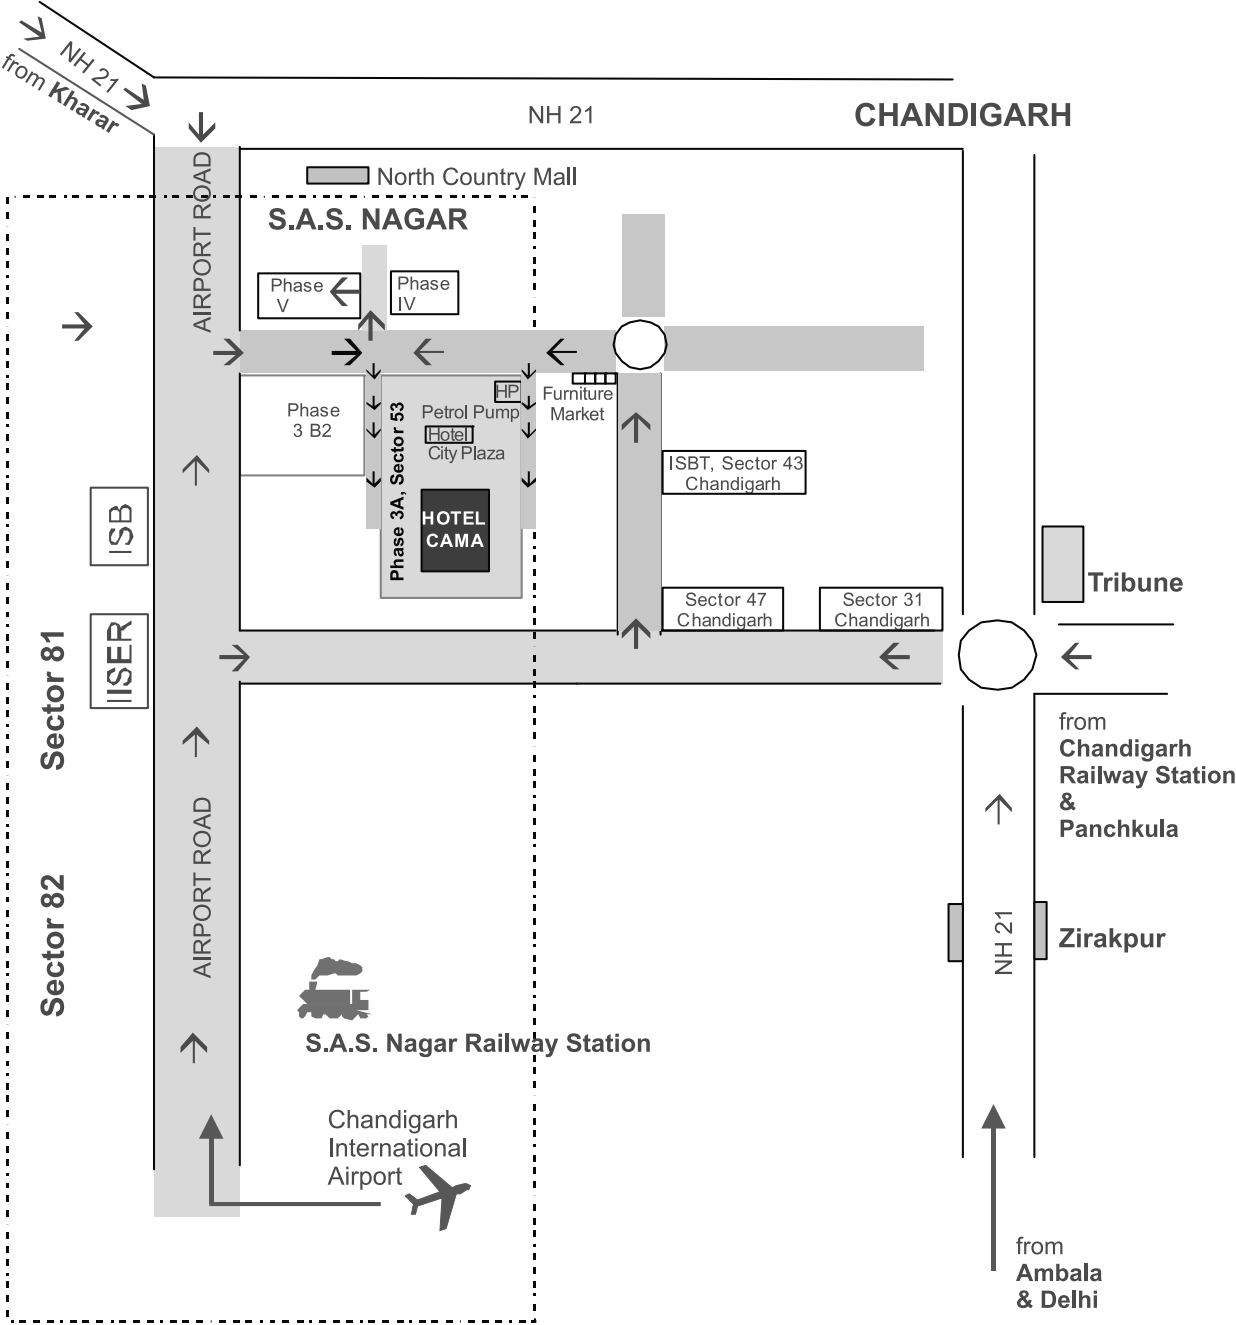 NH 21
from Kharar
NH 21
CHANDIGARH
AIRPORT ROAD
North Country Mall
S.A.S. NAGAR
Phase
V
Phase
IV
Phase
3 B2
Phase 3A, Sector 53
HP
Petrol Pump
Hotel
City Plaza
HOTEL
CAMA
Furniture
Market
ISBT, Sector 43
Chandigarh
ISB
IISER
Sector 81
Sector 47
Chandigarh
Sector 31
Chandigarh
Tribune
from
Chandigarh
Railway Station
&
Panchkula
AIRPORT ROAD
Sector 82
NH 21
Zirakpur
S.A.S. Nagar Railway Station
Chandigarh
International
Airport
from
Ambala
& Delhi